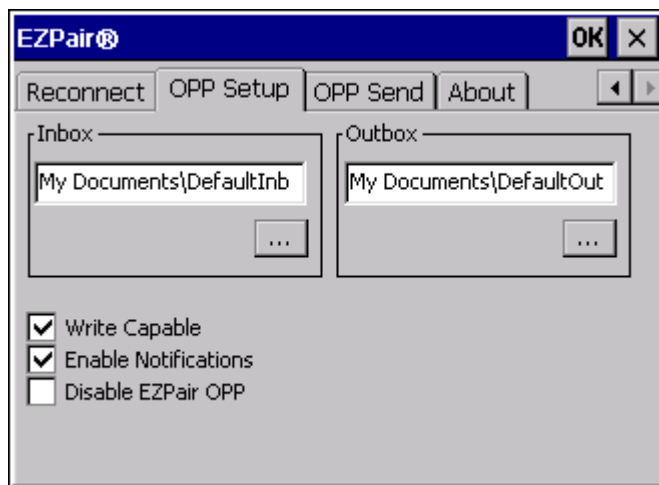 EZPair® OK ×
Reconnect OPP Setup OPP Send About
Inbox Outbox
My Documents\DefaultInb My Documents\DefaultOut
... ...
Write Capable
Enable Notifications
Disable EZPair OPP